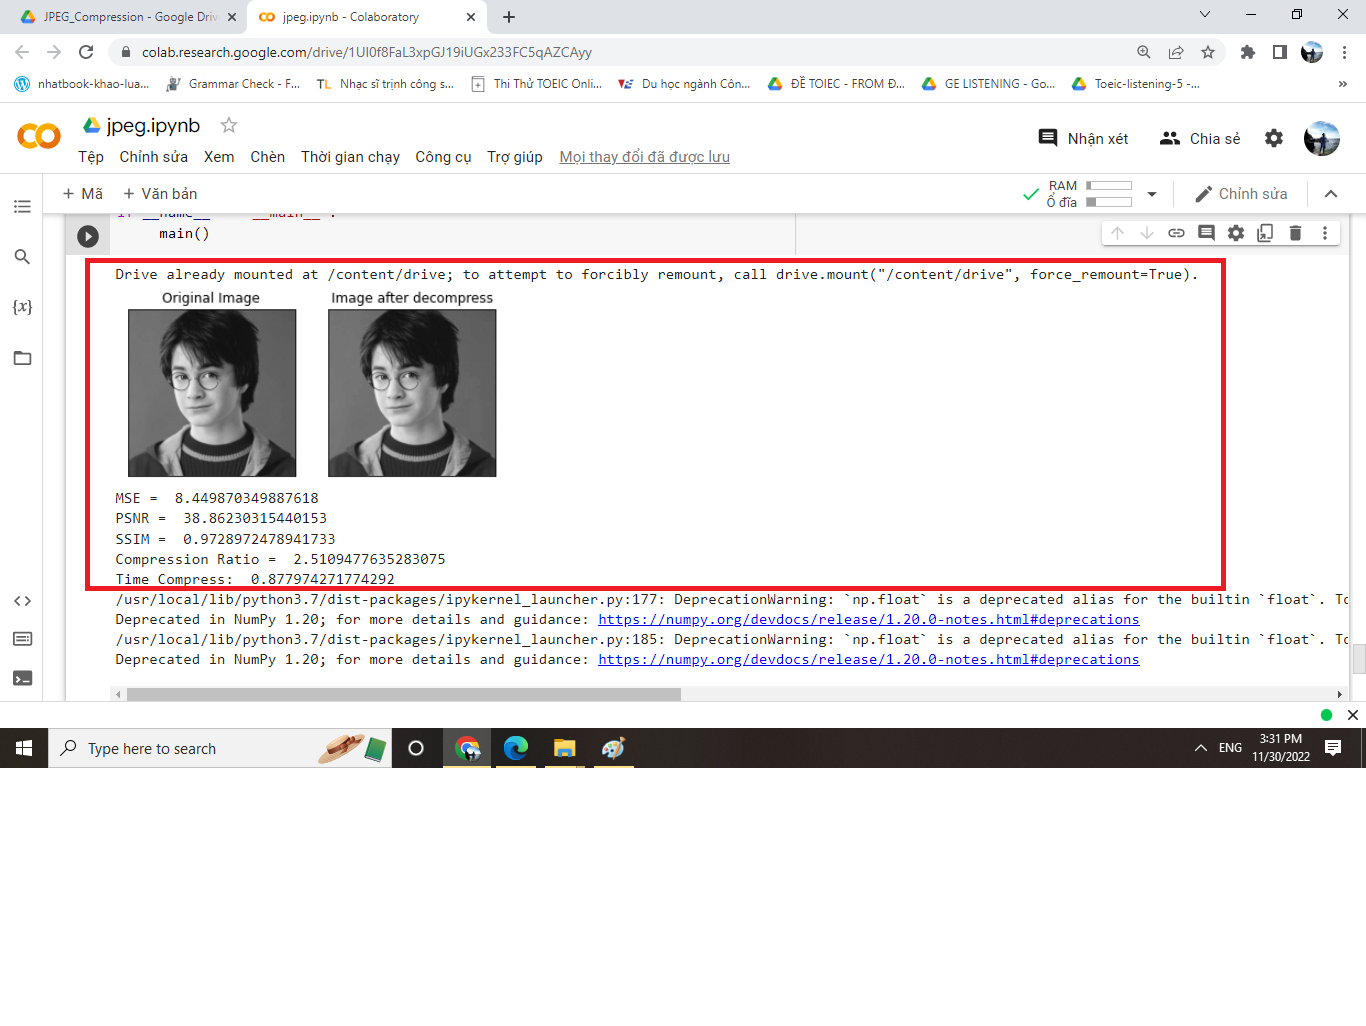 JPEG_Compression - Google Driv
jpeg.ipynb - Colaboratory
colab.research.google.com/drive/1UI0f8FaL3xpGJ19iUGx233FC5qAZCAyy
nhatbook-khao-lua...
Grammar Check - F...
TL Nhạc sĩ trịnh công s...
Thi Thử TOEIC Onli...
Du học ngành Côn...
ĐỀ TOIEC - FROM Đ...
GE LISTENING - Go...
Toeic-listening-5 -...
»
jpeg.ipynb
Nhận xét
Chia sẻ
Tệp Chỉnh sửa Xem Chèn Thời gian chạy Công cụ Trợ giúp Mọi thay đổi đã được lưu
+ Mã + Văn bản
RAM
Ổ đĩa
Chỉnh sửa
if __name__ __main__ :
main()
{x}
Drive already mounted at /content/drive; to attempt to forcibly remount, call drive.mount("/content/drive", force_remount=True).
Original Image Image after decompress
MSE = 8.449870349887618
PSNR = 38.86230315440153
SSIM = 0.9728972478941733
Compression Ratio = 2.5109477635283075
Time Compress: 0.877974271774292
/usr/local/lib/python3.7/dist-packages/ipykernel_launcher.py:177: DeprecationWarning: `np.float` is a deprecated alias for the builtin `float`. To
Deprecated in NumPy 1.20; for more details and guidance: https://numpy.org/devdocs/release/1.20.0-notes.html#deprecations
/usr/local/lib/python3.7/dist-packages/ipykernel_launcher.py:185: DeprecationWarning: `np.float` is a deprecated alias for the builtin `float`. To
Deprecated in NumPy 1.20; for more details and guidance: https://numpy.org/devdocs/release/1.20.0-notes.html#deprecations
Type here to search
ENG
3:31 PM
11/30/2022